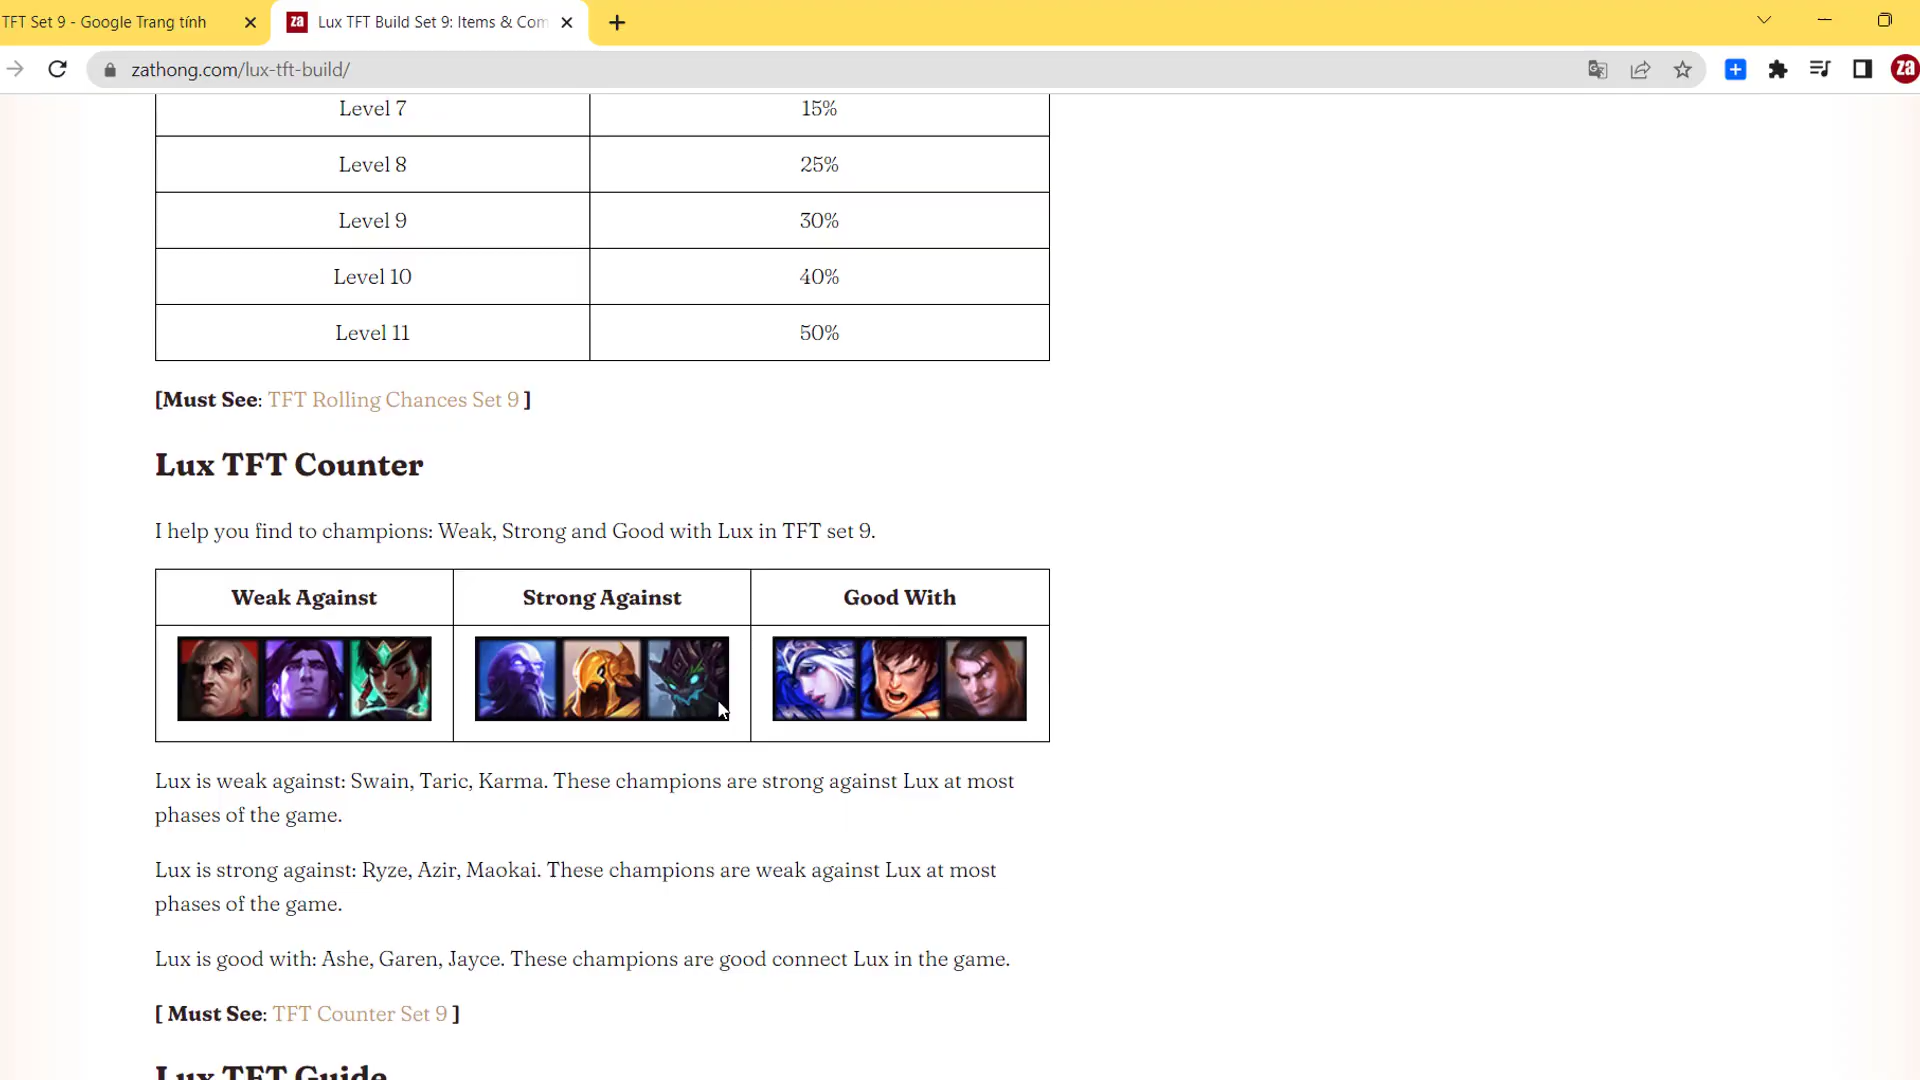 TFT Set 9 - Google Trang tính
za Lux TFT Build Set 9: Items & Com
zathong.com/lux-tft-build/
za
Level 7 15%
Level 8 25%
Level 9 30%
Level 10 40%
Level 11 50%
[Must See: TFT Rolling Chances Set 9 ]
Lux TFT Counter
I help you find to champions: Weak, Strong and Good with Lux in TFT set 9.
Weak Against Strong Against Good With
Lux is weak against: Swain, Taric, Karma. These champions are strong against Lux at most
phases of the game.
Lux is strong against: Ryze, Azir, Maokai. These champions are weak against Lux at most
phases of the game.
Lux is good with: Ashe, Garen, Jayce. These champions are good connect Lux in the game.
[ Must See: TFT Counter Set 9 ]
Lux TFT Guide